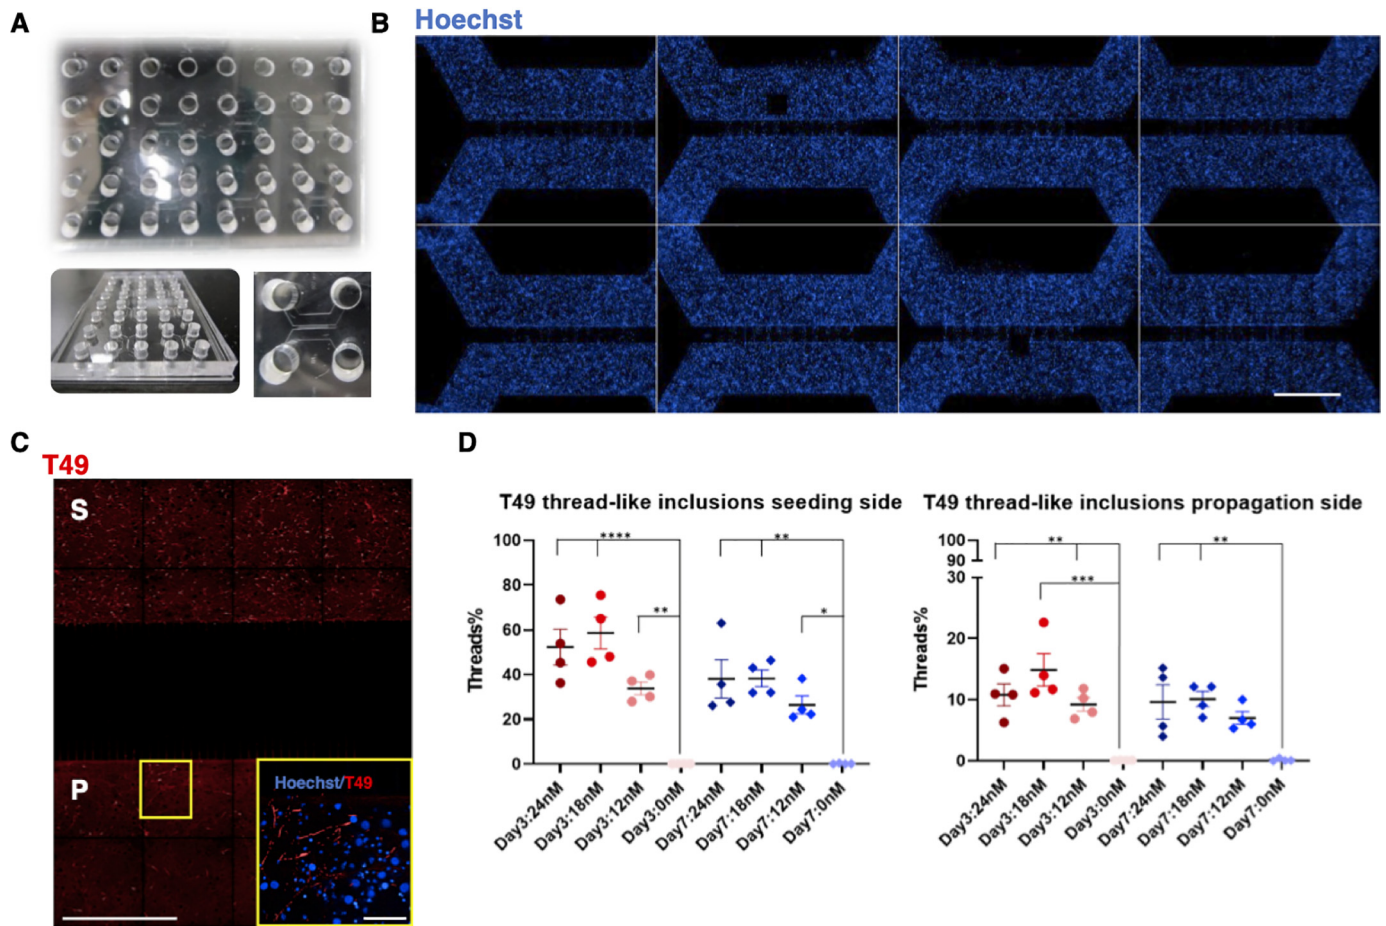 A
B
Hoechst
C
T49
S
P
Hoechst/T49
D
T49 thread-like inclusions seeding side
Threads%
100
80
60
40
20
0
****
**
**
*
Day3:24nM
Day3:18nM
Day3:12nM
Day3:0nM
Day7:24nM
Day7:18nM
Day7:12nM
Day7:0nM
T49 thread-like inclusions propagation side
Threads%
100
90
30
20
10
0
**
***
**
Day3:24nM
Day3:18nM
Day3:12nM
Day3:0nM
Day7:24nM
Day7:18nM
Day7:12nM
Day7:0nM